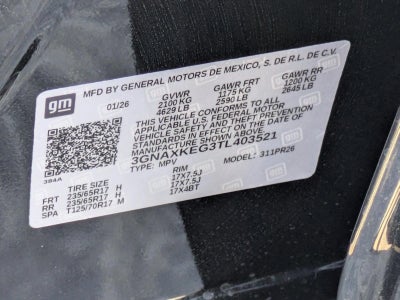 gm
MFD BY GENERAL MOTORS DE MEXICO, S. DE R.L. DE C.V.
01/26 GVWR GAWR FRT GAWR RR
2100 KG 1175 KG 1200 KG
4629 LB 2590 LB 2645 LB
THIS VEHICLE CONFORMS TO ALL
APPLICABLE U.S. FEDERAL MOTOR
VEHICLE SAFETY AND THEFT PREVENTION
STANDARDS IN EFFECT ON THE DATE OF
MANUFACTURE SHOWN ABOVE.
3GNAXKEG3TL403521
TYPE: MPV MODEL: 311PR26
384A
TIRE SIZE RIM
FRT 235/65R17 H 17X7.5J
RR 235/65R17 H 17X7.5J
SPA T125/70R17 M 17X4BT